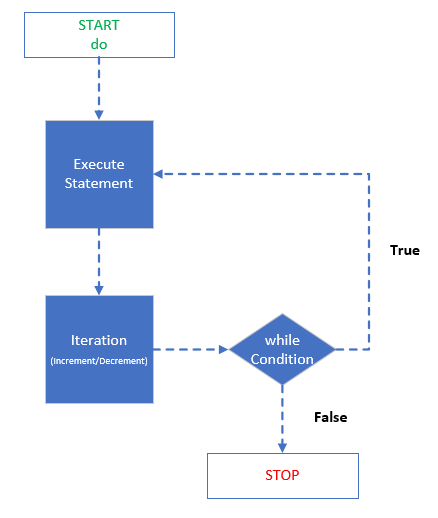 START
do
Execute
Statement
True
Iteration
(Increment/Decrement)
while
Condition
False
STOP